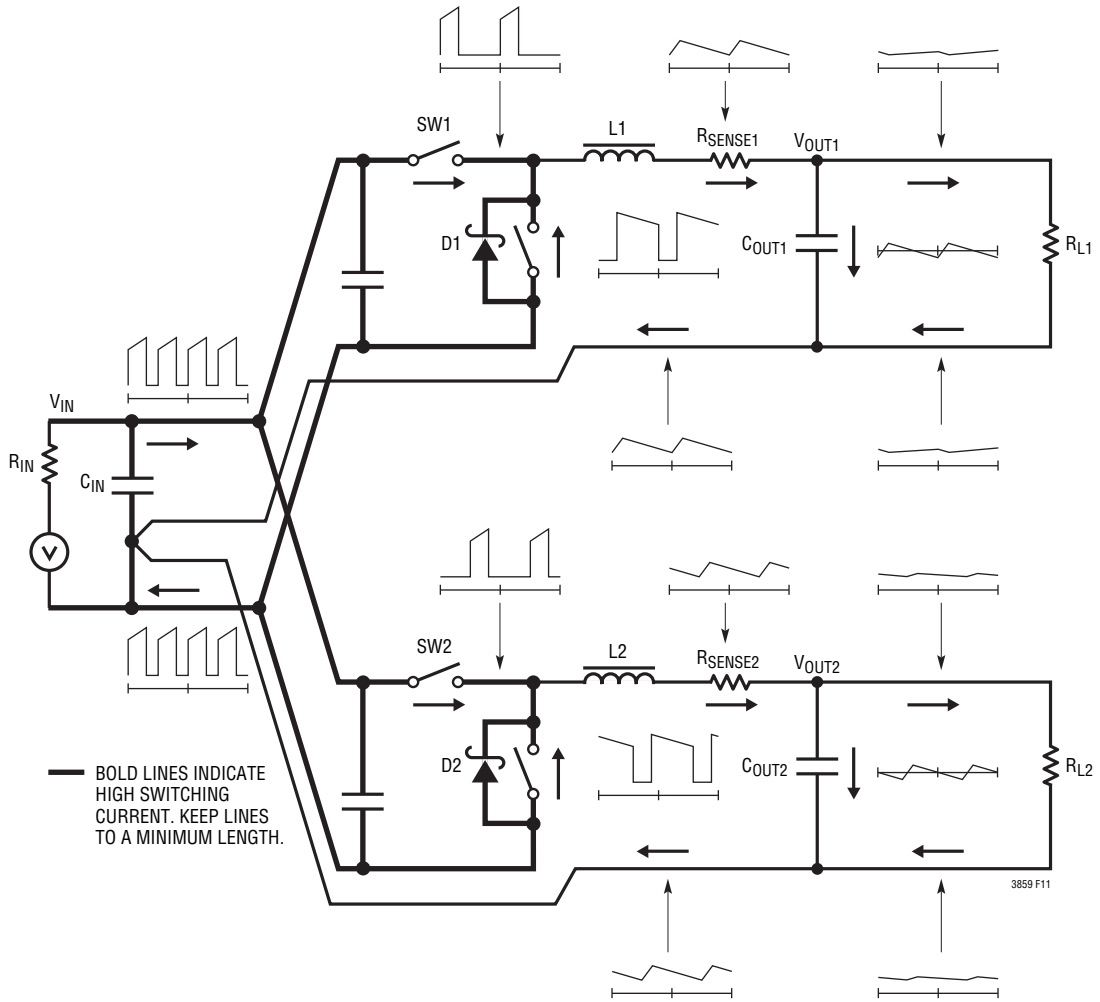 SW1
L1
RSENSE1
VOUT1
D1
COUT1
RL1
VIN
RIN
CIN
V
SW2
L2
RSENSE2
VOUT2
D2
COUT2
RL2
BOLD LINES INDICATE
HIGH SWITCHING
CURRENT. KEEP LINES
TO A MINIMUM LENGTH.
3859 F11